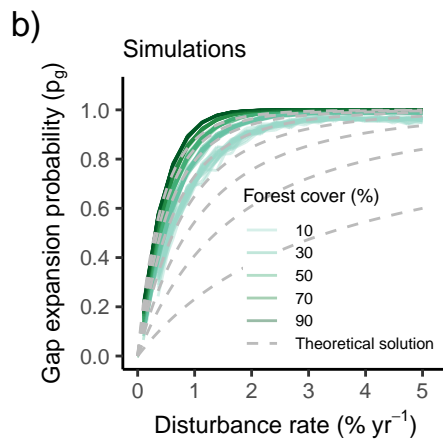 b)
Simulations
Gap expansion probability (pg)
1.0
0.8
0.6
0.4
0.2
0.0
Forest cover (%)
10
30
50
70
90
Theoretical solution
0 1 2 3 4 5
Disturbance rate (% yr⁻¹)